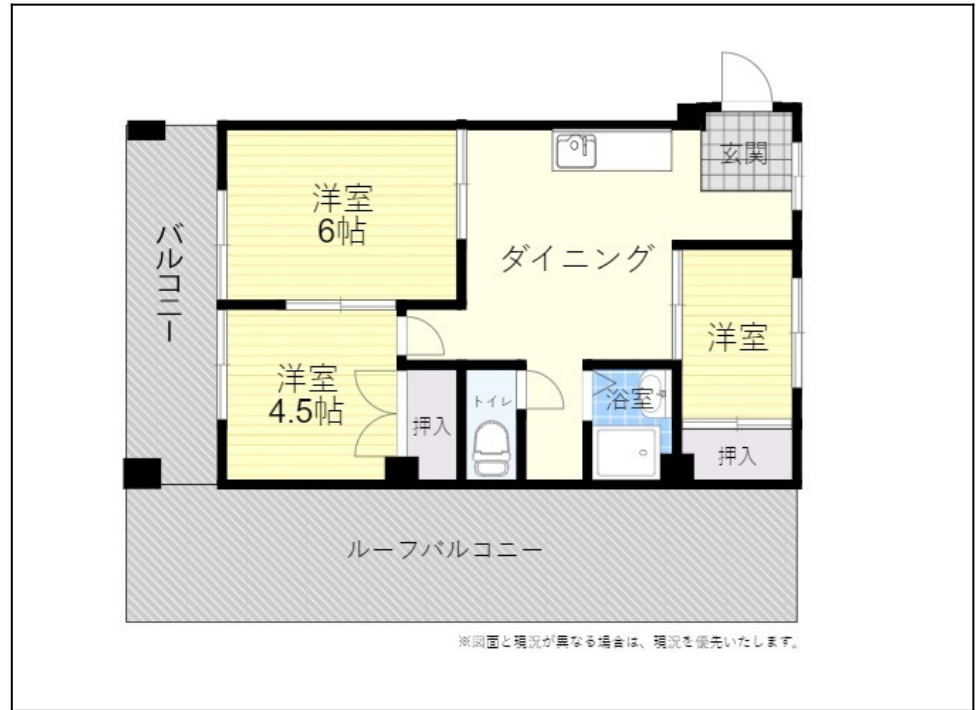 玄関
洋室
6帖
ダイニング
バルコニー
洋室
洋室
4.5帖
トイレ
浴室
押入
押入
ルーフバルコニー
※図面と現況が異なる場合は、現況を優先いたします。